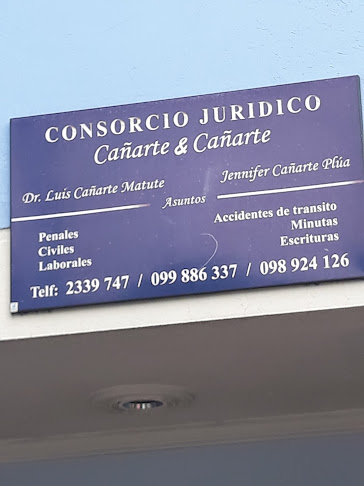 CONSORCIO JURIDICO
Cañarte & Cañarte
Dr. Luís Cañarte Matute
Jennifer Cañarte Plúa
Asuntos
Penales
Civiles
Laborales
Accidentes de transito
Minutas
Escrituras
Telf: 2339 747 / 099 886 337 / 098 924 126